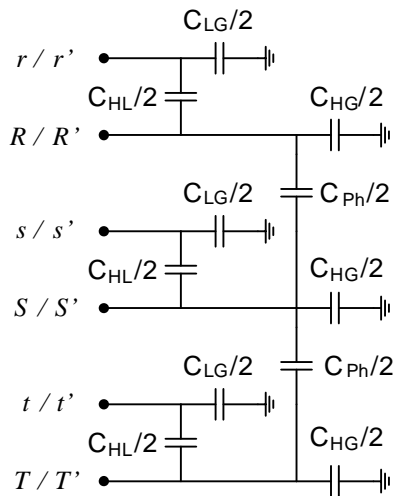 C_LG/2
r / r’
C_HL/2
C_HG/2
R / R’
C_Ph/2
C_LG/2
s / s’
C_HL/2
C_HG/2
S / S’
C_Ph/2
C_LG/2
t / t’
C_HL/2
C_HG/2
T / T’